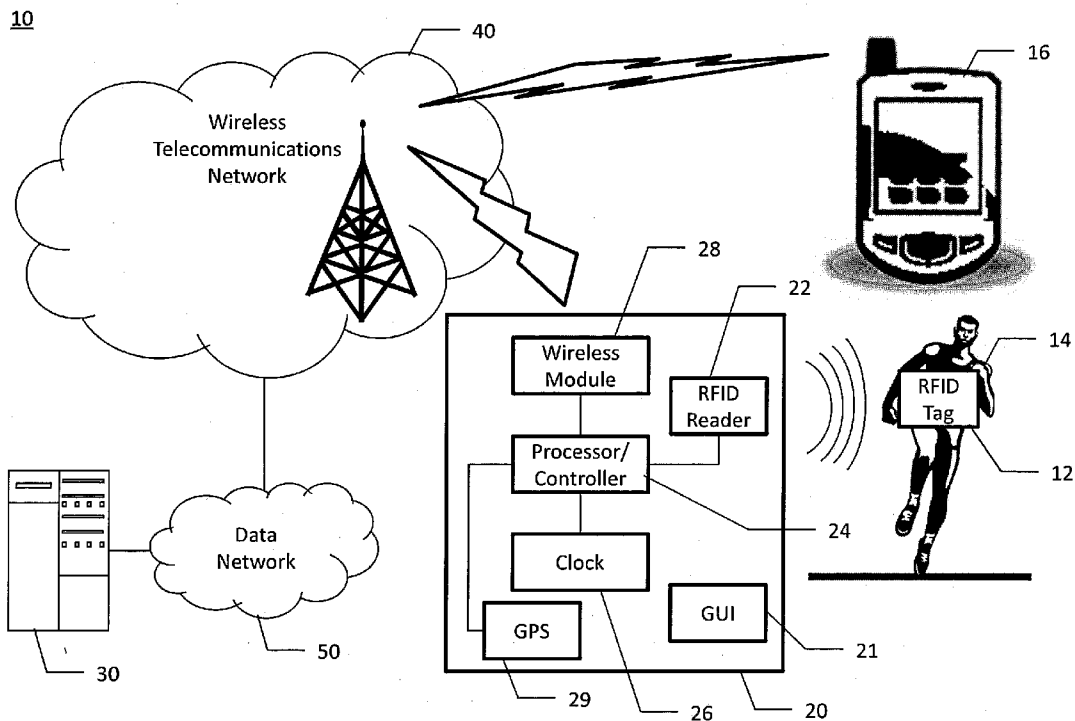 10
40
16
Wireless
Telecommunications
Network
28
22
14
Wireless
Module
RFID
Reader
RFID
Tag
12
Processor/
Controller
24
Data
Network
Clock
GPS
GUI
21
30
50
29
26
20